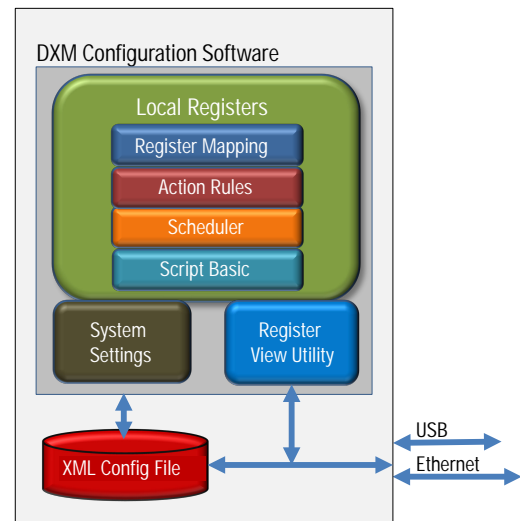 DXM Configuration Software
Local Registers
Register Mapping
Action Rules
Scheduler
Script Basic
System
Settings
Register
View Utility
XML Config File
USB
Ethernet